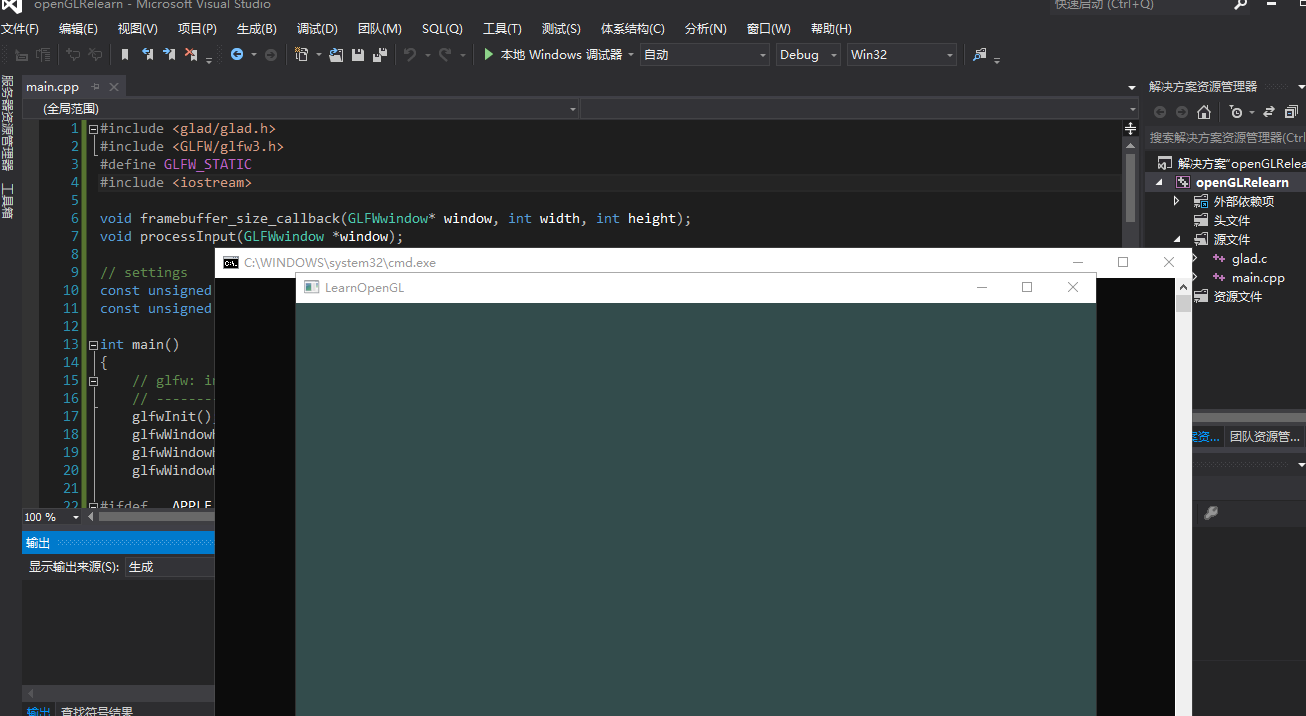 openGLRelearn - Microsoft Visual Studio
快速启动 (Ctrl+Q)
文件(F) 编辑(E) 视图(V) 项目(P) 生成(B) 调试(D) 团队(M) SQL(Q) 工具(T) 测试(S) 体系结构(C) 分析(N) 窗口(W) 帮助(H)
本地 Windows 调试器 自动 Debug Win32
服务器资源管理器
工具箱
main.cpp
(全局范围)
1 #include <glad/glad.h>
2 #include <GLFW/glfw3.h>
3 #define GLFW_STATIC
4 #include <iostream>
5
6 void framebuffer_size_callback(GLFWwindow* window, int width, int height);
7 void processInput(GLFWwindow *window);
8
9 // settings
10 const unsigned
11 const unsigned
12
13 int main()
14 {
15 // glfw: in
16 // --------
17 glfwInit()
18 glfwWindow
19 glfwWindow
20 glfwWindow
21
22 #ifdef __APPLE
100 %
C:\WINDOWS\system32\cmd.exe
LearnOpenGL
输出
显示输出来源(S): 生成
输出 查找符号结果
解决方案资源管理器
搜索解决方案资源管理器(Ctrl
解决方案"openGLRelea
openGLRelearn
外部依赖项
头文件
源文件
glad.c
main.cpp
资源文件
案资... 团队资源管...